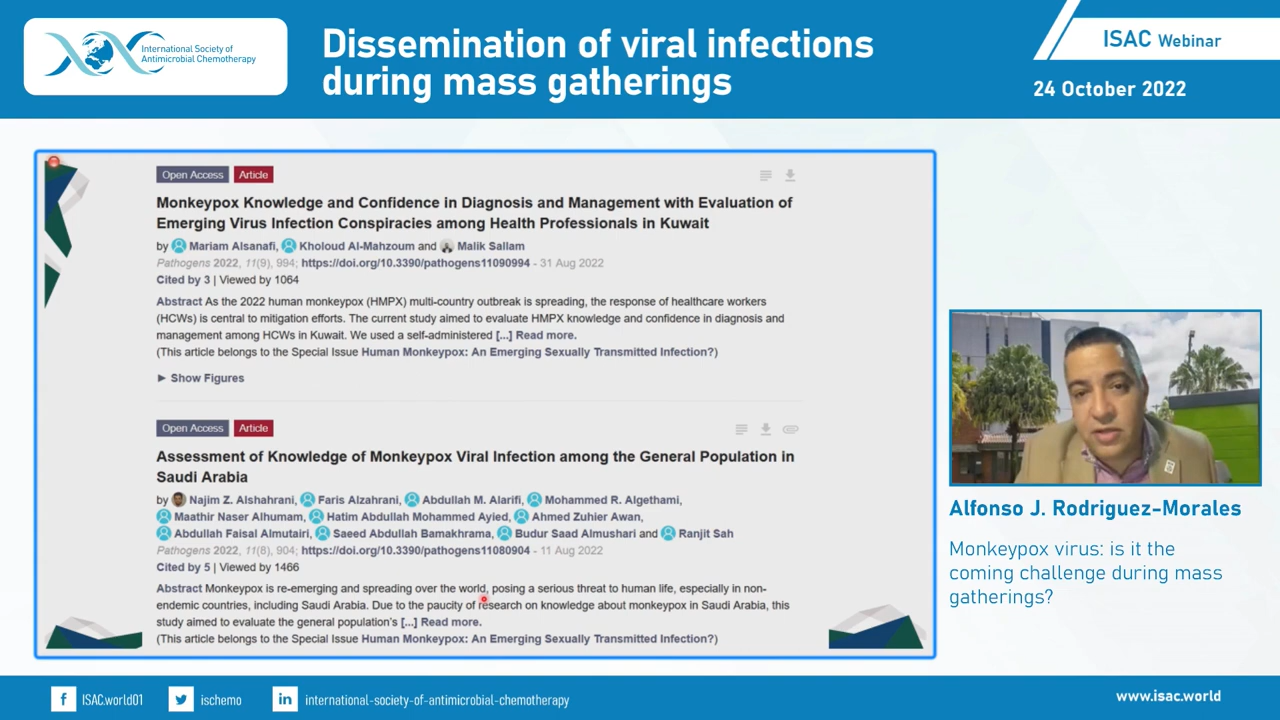 International Society of
Antimicrobial Chemotherapy
Dissemination of viral infections
during mass gatherings
ISAC Webinar
24 October 2022
Open Access Article
Monkeypox Knowledge and Confidence in Diagnosis and Management with Evaluation of
Emerging Virus Infection Conspiracies among Health Professionals in Kuwait
by Mariam Alsanafi, Kholoud Al-Mahzoum and Malik Sallam
Pathogens 2022, 11(9), 994; https://doi.org/10.3390/pathogens11090994 - 31 Aug 2022
Cited by 3 | Viewed by 1064
Abstract As the 2022 human monkeypox (HMPX) multi-country outbreak is spreading, the response of healthcare workers
(HCWs) is central to mitigation efforts. The current study aimed to evaluate HMPX knowledge and confidence in diagnosis and
management among HCWs in Kuwait. We used a self-administered [...] Read more.
(This article belongs to the Special Issue Human Monkeypox: An Emerging Sexually Transmitted Infection?)
► Show Figures
Open Access Article
Assessment of Knowledge of Monkeypox Viral Infection among the General Population in
Saudi Arabia
by Najim Z. Alshahrani, Faris Alzahrani, Abdullah M. Alarifi, Mohammed R. Algethami,
Maathir Naser Alhumam, Hatim Abdullah Mohammed Ayied, Ahmed Zuhier Awan,
Abdullah Faisal Almutairi, Saeed Abdullah Bamakhrama, Budur Saad Almushari and Ranjit Sah
Pathogens 2022, 11(8), 904; https://doi.org/10.3390/pathogens11080904 - 11 Aug 2022
Cited by 5 | Viewed by 1466
Abstract Monkeypox is re-emerging and spreading over the world, posing a serious threat to human life, especially in non-
endemic countries, including Saudi Arabia. Due to the paucity of research on knowledge about monkeypox in Saudi Arabia, this
study aimed to evaluate the general population's [...] Read more.
(This article belongs to the Special Issue Human Monkeypox: An Emerging Sexually Transmitted Infection?)
Alfonso J. Rodriguez-Morales
Monkeypox virus: is it the
coming challenge during mass
gatherings?
f ISAC.world01
ischemo
in international-society-of-antimicrobial-chemotherapy
www.isac.world